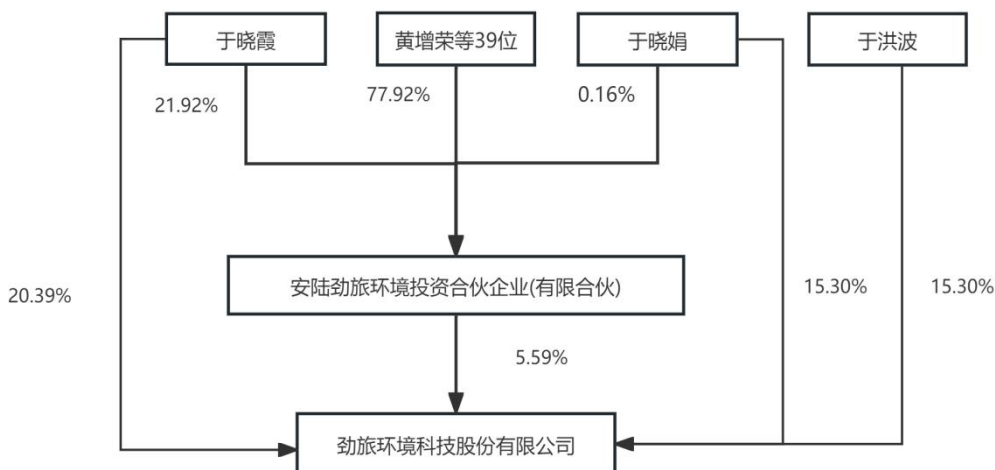 于晓霞
黄增荣等39位
于晓娟
于洪波
21.92%
77.92%
0.16%
安陆劲旅环境投资合伙企业(有限合伙)
20.39%
15.30%
15.30%
5.59%
劲旅环境科技股份有限公司